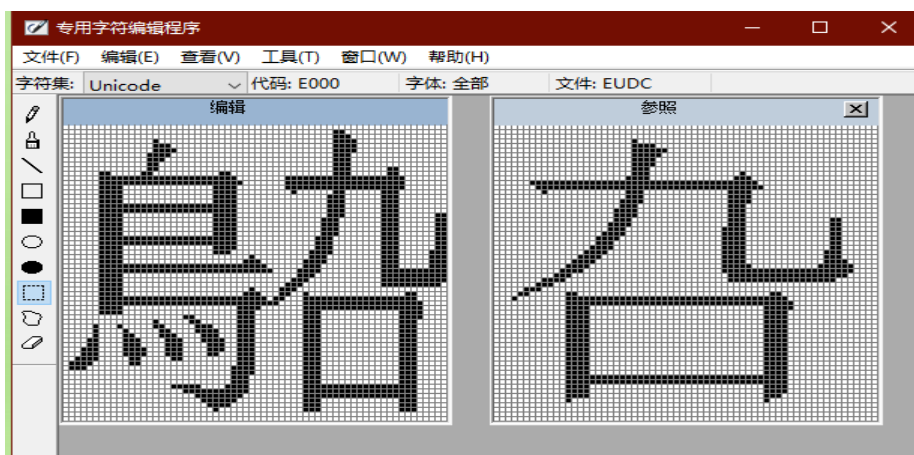 专用字符编辑程序
文件(F) 编辑(E) 查看(V) 工具(T) 窗口(W) 帮助(H)
字符集: Unicode 代码: E000 字体: 全部 文件: EUDC
编辑 参照